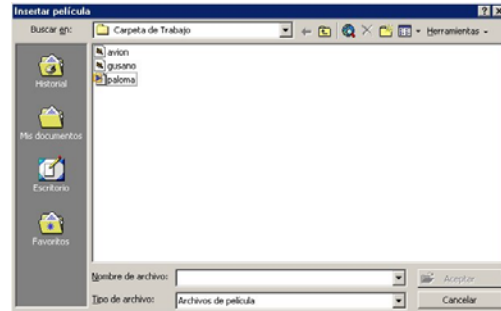 Insertar película
Buscar en: Carpeta de Trabajo Herramientas
Historial
Mis documentos
Escritorio
Favoritos
avion
gusano
paloma
Nombre de archivo: Aceptar
Tipo de archivo: Archivos de película Cancelar